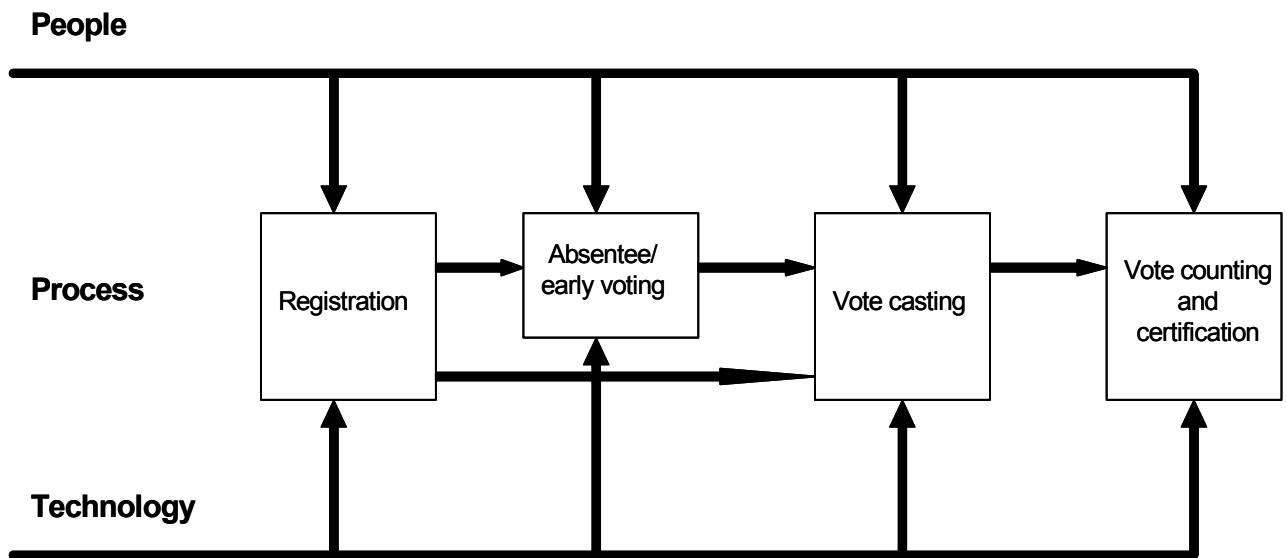 People
Process
Registration
Absentee/
early voting
Vote casting
Vote counting
and
certification
Technology